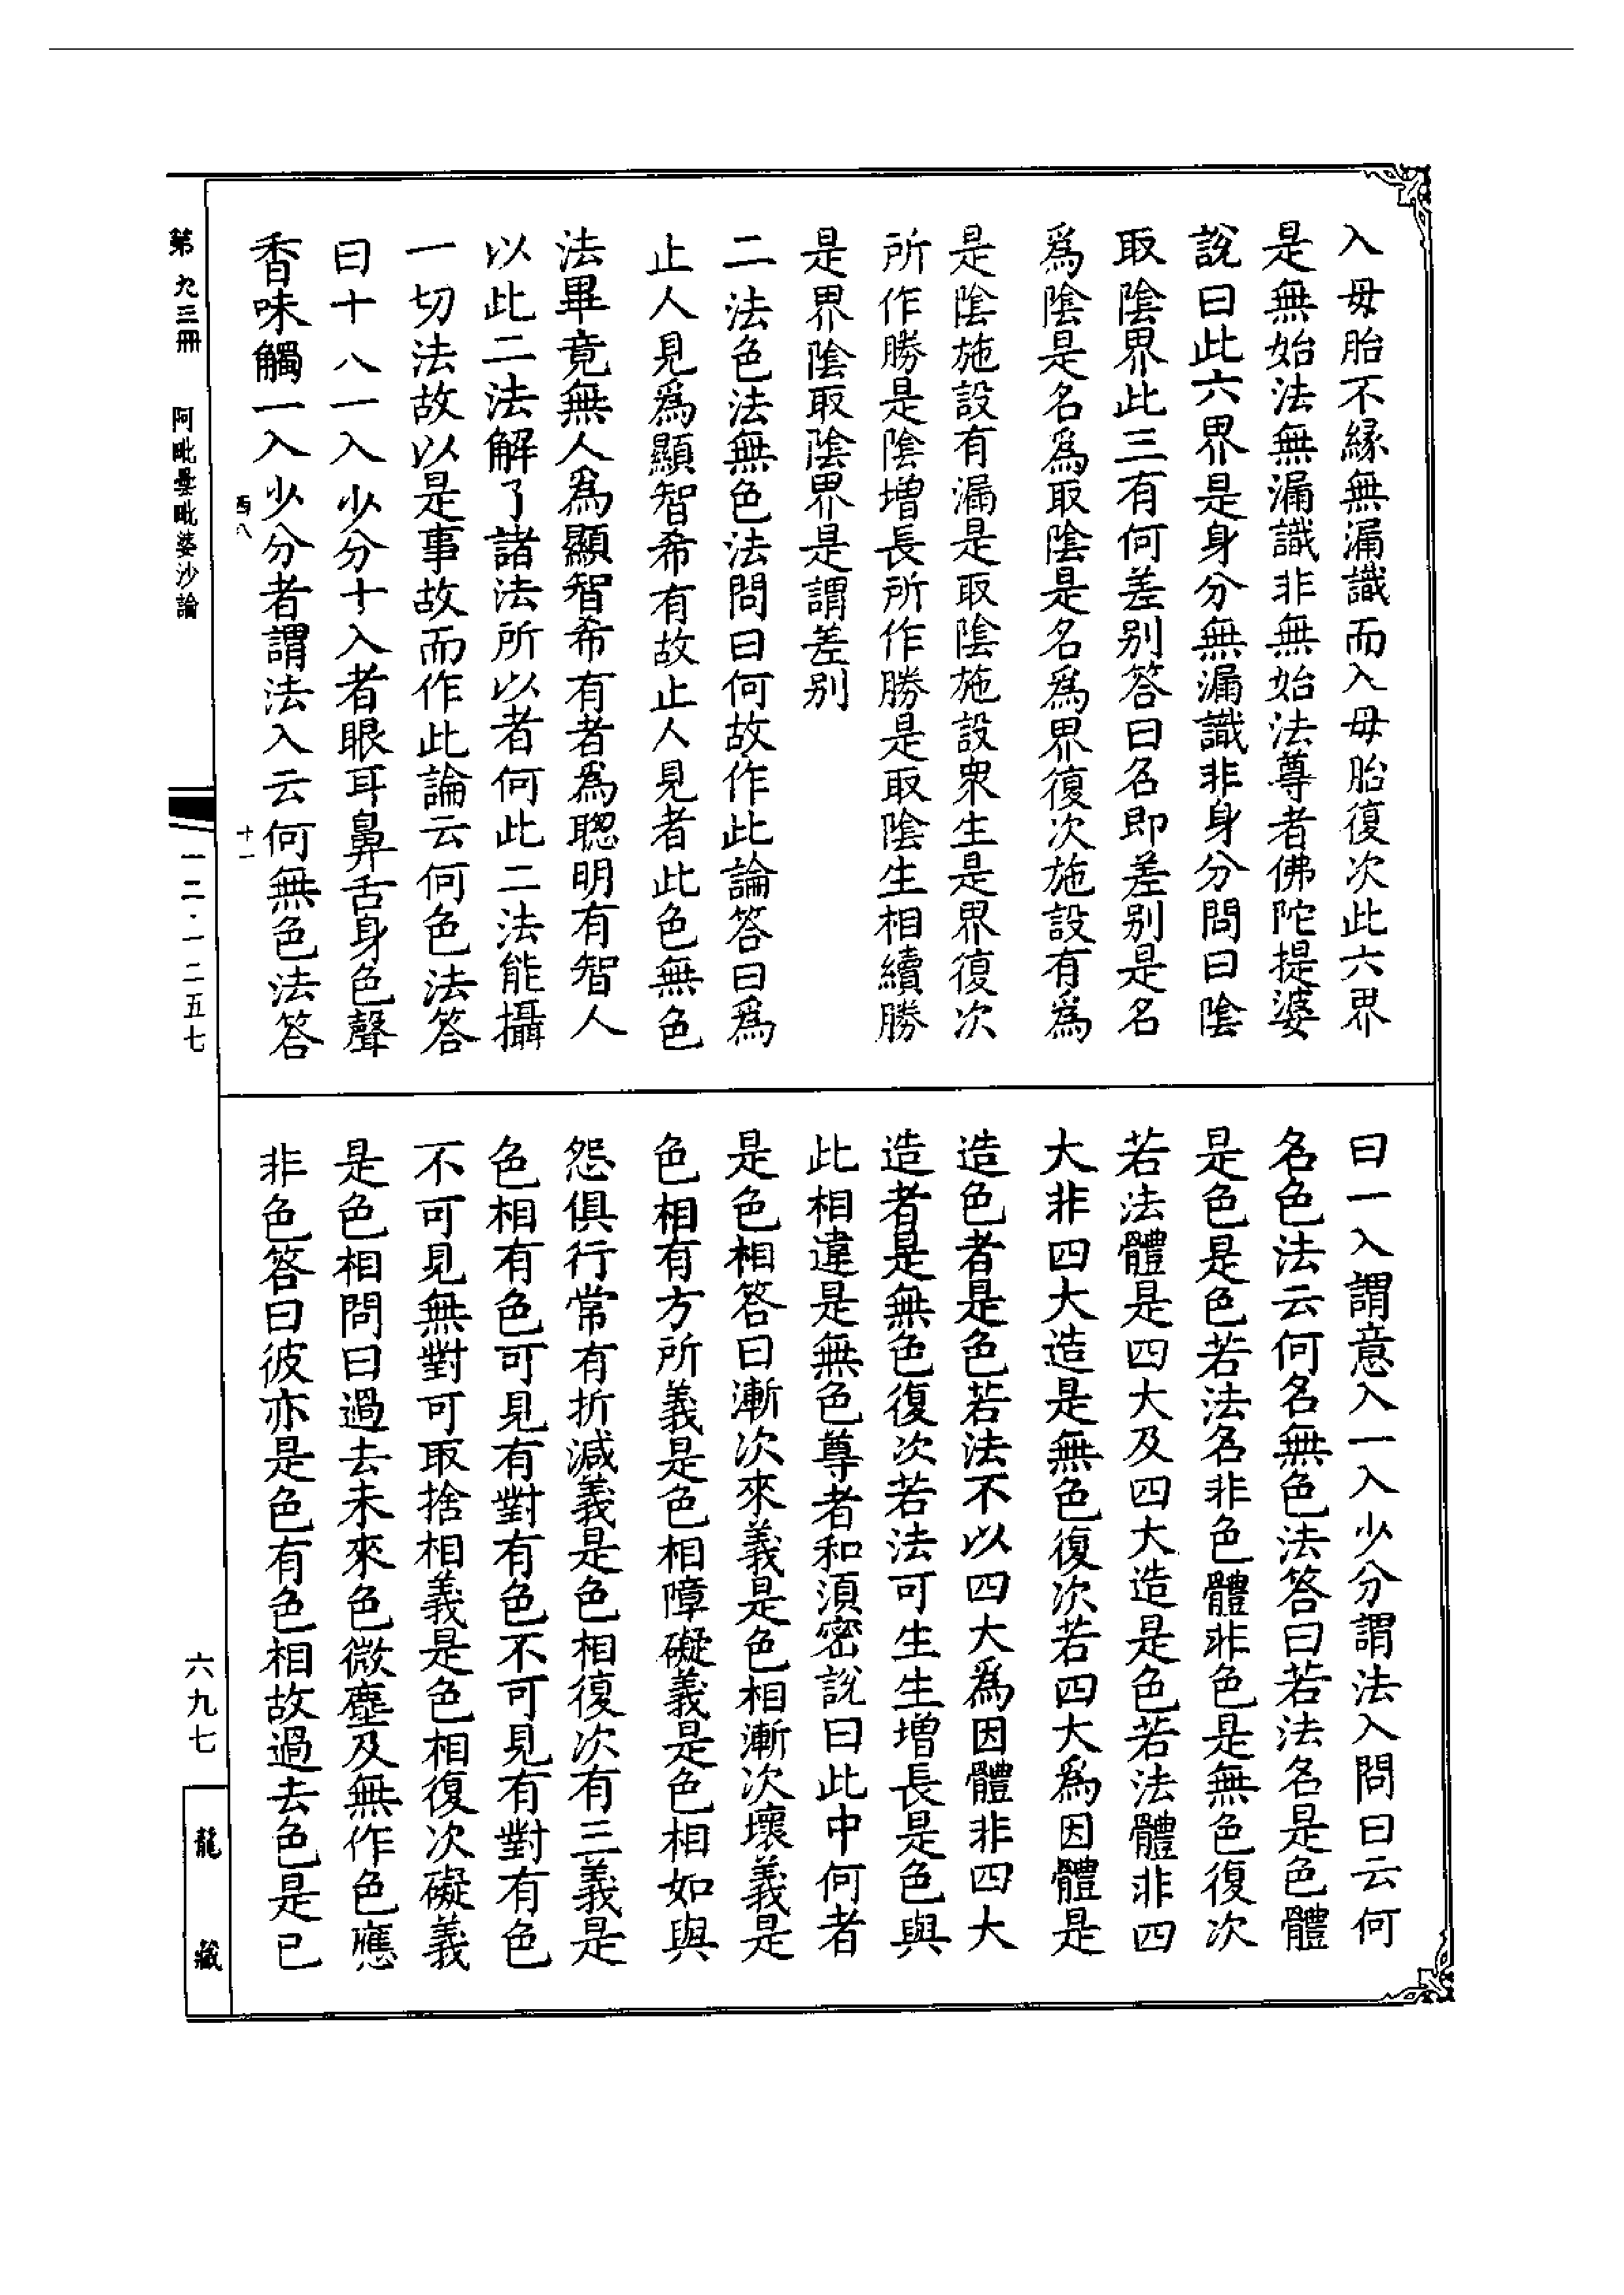 入母胎不緣無漏識而入母胎復次此六界
是無始法無漏識非無始法尊者佛陀提婆
說曰此六界是身分無漏識非身分問曰陰
取陰界此三有何差別答曰名即差別是名
爲陰是名爲取陰是名爲界復次施設有爲
是陰施設有漏是取陰施設衆生是界復次
所作勝是陰增長所作勝是取陰生相續勝
是界陰取陰界是謂差別
二法色法無色法問曰何故作此論答曰爲
止人見爲顯智希有故止人見者此色無色
法畢竟無人爲顯智希有者爲聰明有智人
以此二法解了諸法所以者何此二法能攝
一切法故以是事故而作此論云何色法答
曰十八一入少分十入者眼耳鼻舌身色聲
香味觸一入少分者謂法入云何無色法答
曰一入謂意入一入少分謂法入問曰云何
名色法云何名無色法答曰若法名是色體
是色是色若法名非色體非色是無色復次
若法體是四大及四大造是色若法體非四
大非四大造是無色復次若四大爲因體是
造色者是色若法不以四大爲因體非四大
造者是無色復次若法可生生增長是色與
此相違是無色尊者和須密說曰此中何者
是色相答曰漸次來義是色相漸次壞義是
色相有方所義是色相障礙義是色相如與
怨俱行常有折減義是色相復次有三義是
色相有色可見有對有色不可見有對有色
不可見無對可取捨相義是色相復次礙義
是色相問曰過去未來色微塵及無作色應
非色答曰彼亦是色有色相故過去色是已
第九三冊
阿毗曇毗婆沙論
西八
十一
一二·一二五七
六九七
龍藏